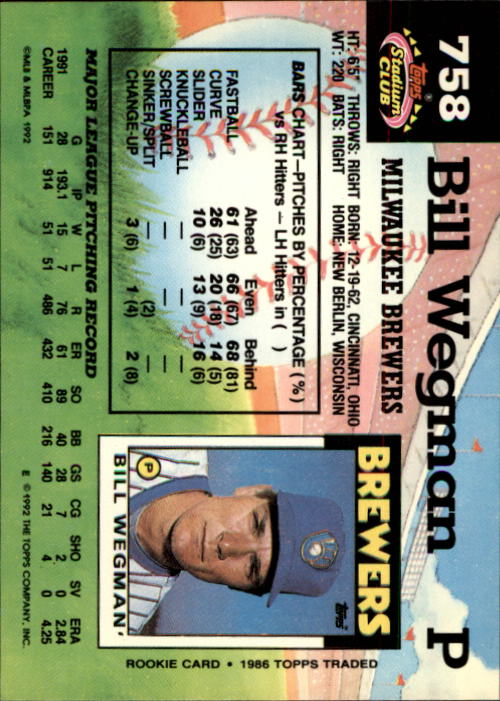 758 Bill Wegman P
Topps
Stadium
CLUB
MILWAUKEE BREWERS
HT: 6'5" THROWS: RIGHT BORN: 12-19-62, CINCINNATI, OHIO
WT: 220 BATS: RIGHT HOME: NEW BERLIN, WISCONSIN
BARS CHART—PITCHES BY PERCENTAGE (%)
vs RH Hitters — LH Hitters in ( )
Ahead Even Behind
FASTBALL 61 (63) 66 (67) 68 (81)
CURVE 26 (25) 20 (18) 14 (5)
SLIDER 10 (6) 13 (9) 16 (6)
KNUCKLEBALL — — —
SCREWBALL — — —
SINKER/SPLIT — (2) —
CHANGE-UP 3 (6) 1 (4) 2 (8)
BREWERS
Topps
P
BILL WEGMAN
ROOKIE CARD • 1986 TOPPS TRADED
MAJOR LEAGUE PITCHING RECORD
G IP W L R ER SO BB GS CG SHO SV ERA
1991 28 193.1 15 7 76 61 89 40 28 7 2 0 2.84
CAREER 151 914 51 51 486 432 410 216 140 21 4 0 4.25
©MLB & MLBPA 1992
E © 1992 THE TOPPS COMPANY, INC.